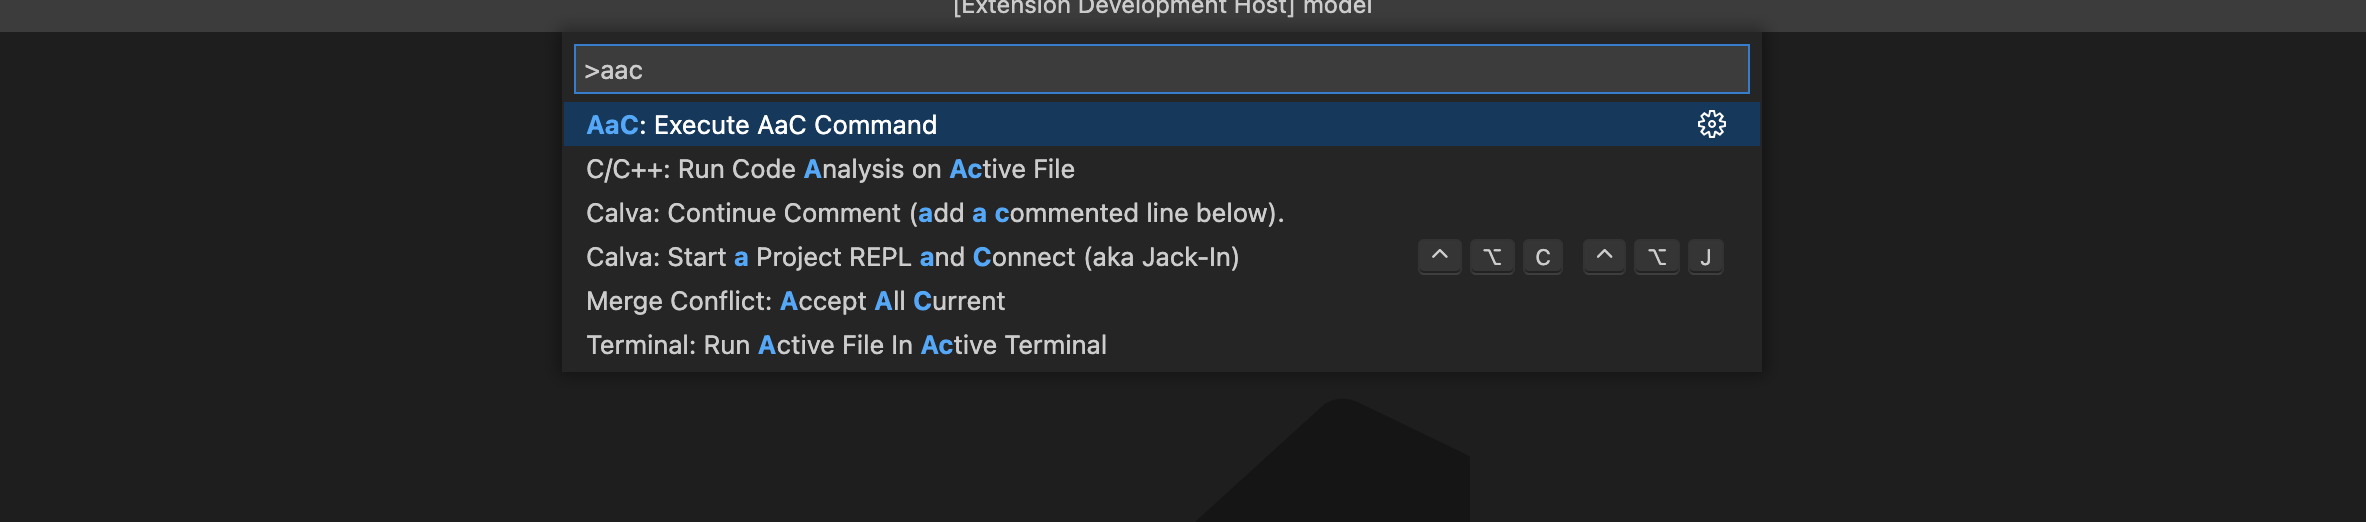 [Extension Development Host] model
>aac
AaC: Execute AaC Command
C/C++: Run Code Analysis on Active File
Calva: Continue Comment (add a commented line below).
Calva: Start a Project REPL and Connect (aka Jack-In) ^ ⌥ C ^ ⌥ J
Merge Conflict: Accept All Current
Terminal: Run Active File In Active Terminal